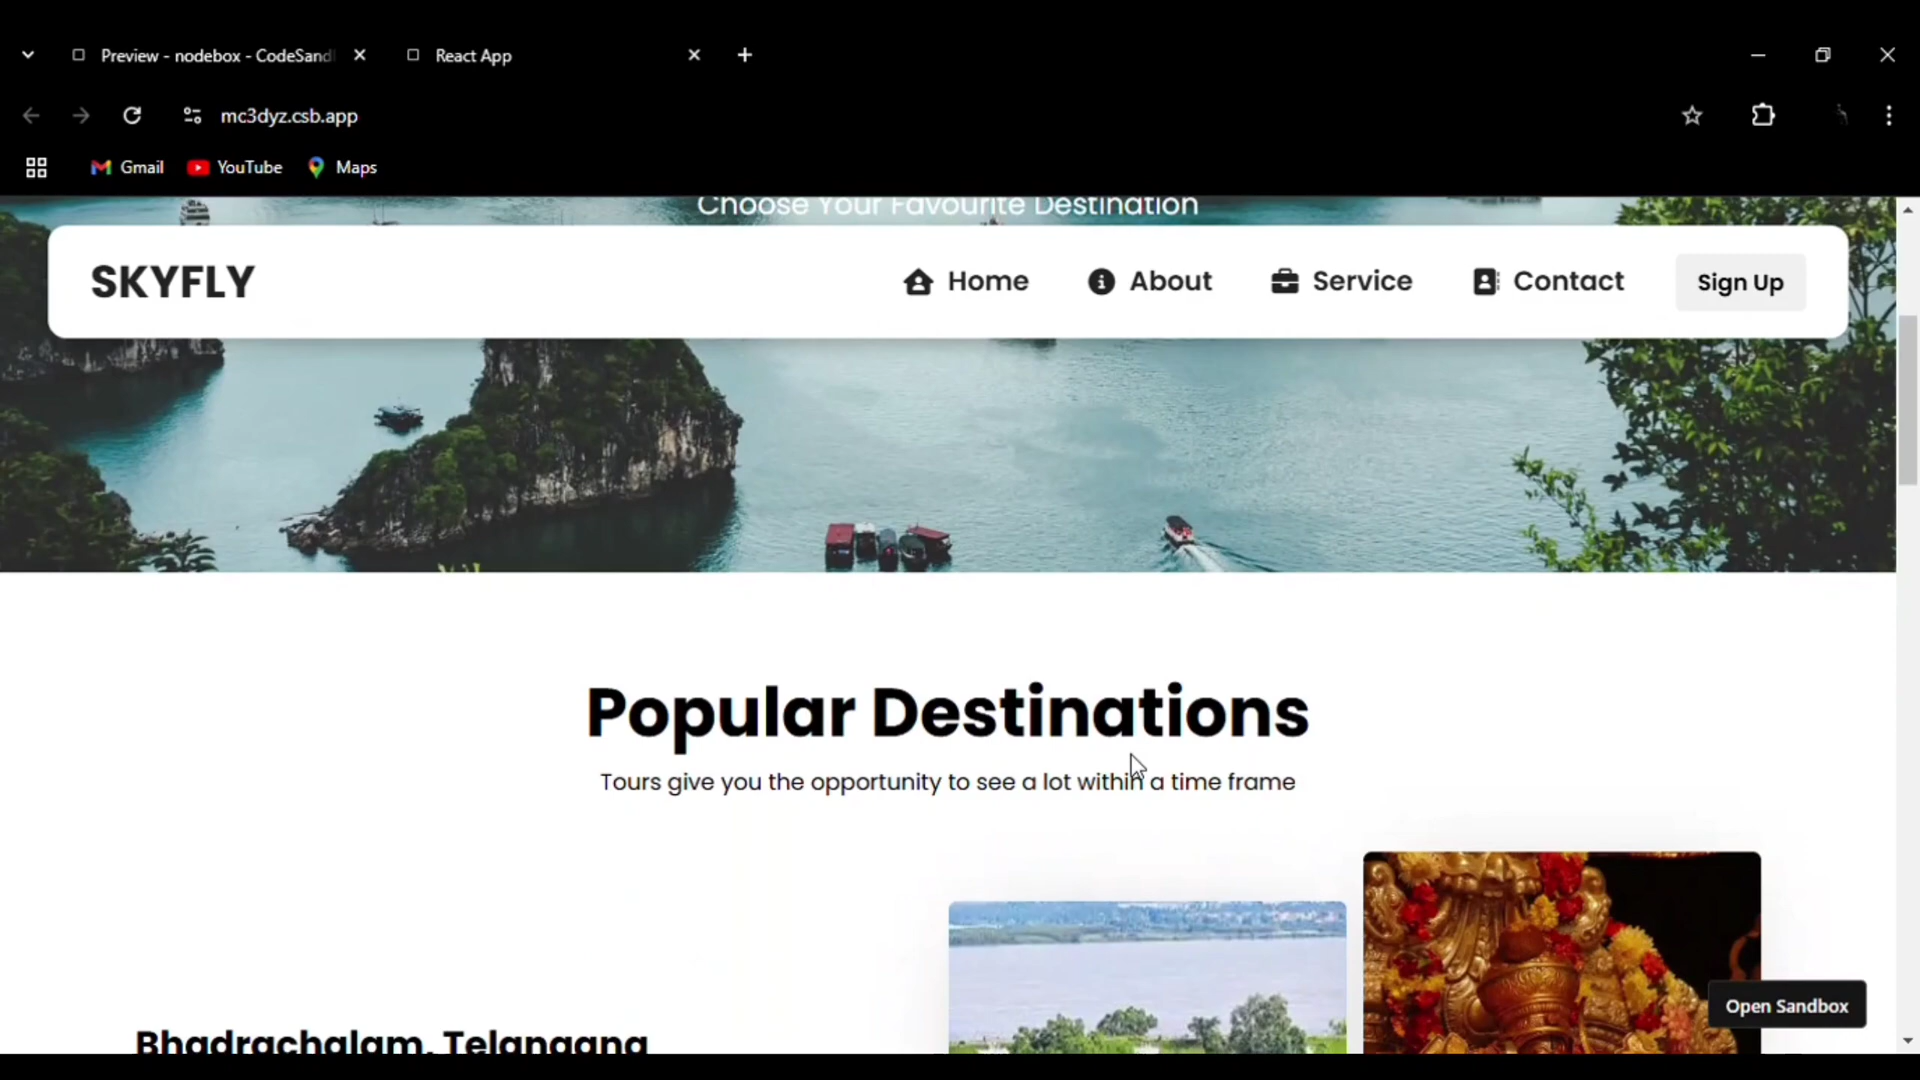 Preview - nodebox - CodeSand
React App
mc3dyz.csb.app
Gmail YouTube Maps
Choose Your Favourite Destination
SKYFLY Home About Service Contact Sign Up
Popular Destinations
Tours give you the opportunity to see a lot within a time frame
Bhadrachalam, Telangana
Open Sandbox